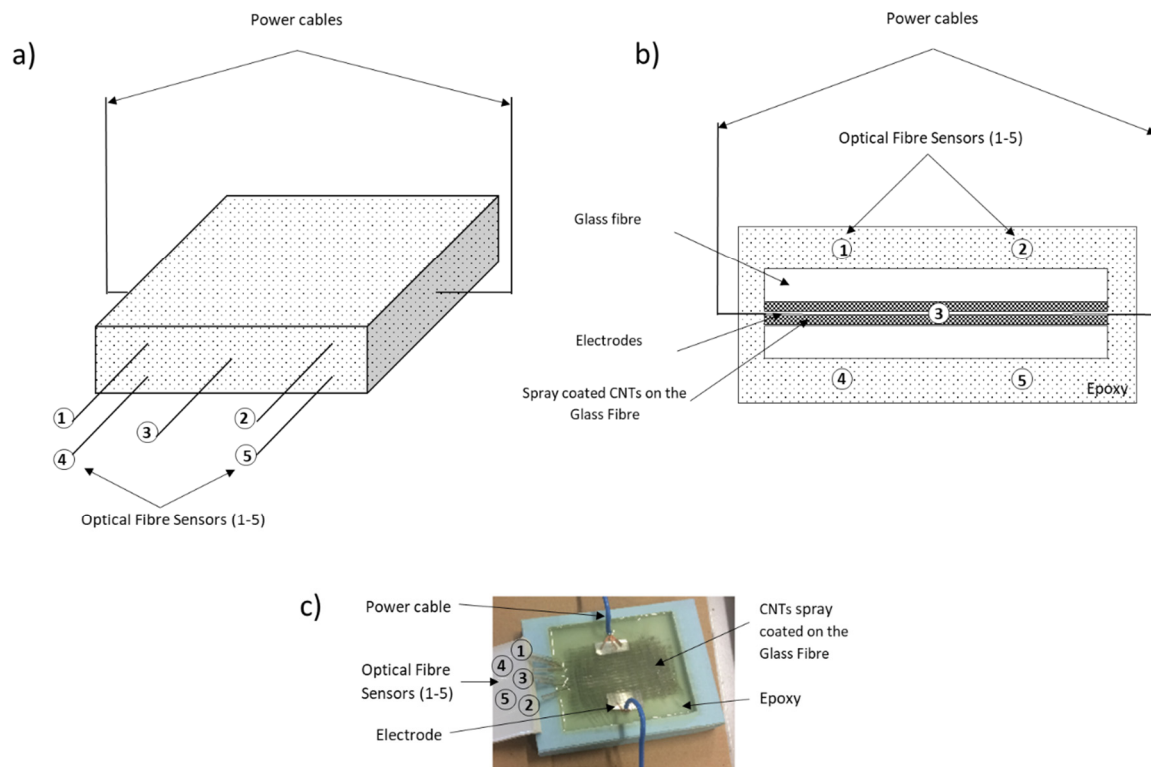 Power cables
a)
1
4
3
2
5
Optical Fibre Sensors (1-5)
Power cables
b)
Optical Fibre Sensors (1-5)
Glass fibre
1
2
3
Electrodes
4
5
Spray coated CNTs on the
Glass Fibre
Epoxy
c)
Power cable
CNTs spray
coated on the
Glass Fibre
1
4
Optical Fibre
Sensors (1-5)
3
5
2
Epoxy
Electrode